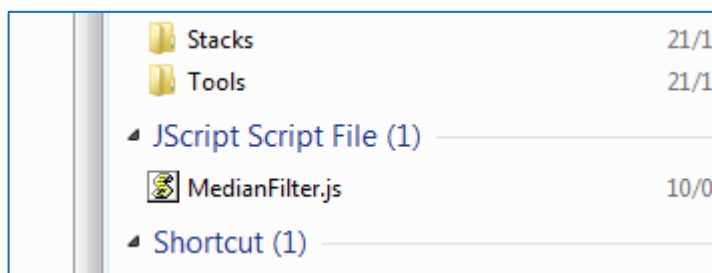 Stacks 21/1
Tools 21/1
JScript Script File (1)
MedianFilter.js 10/0
Shortcut (1)